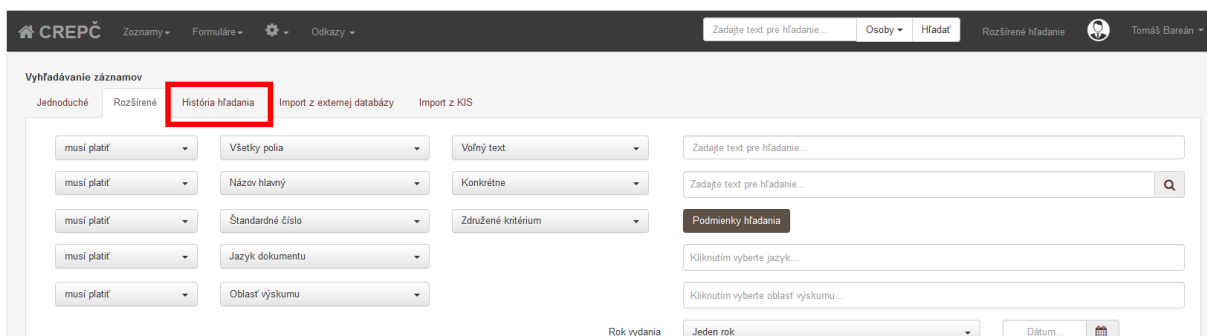 CREPČ Zoznamy Formuláre Odkazy Zadajte text pre hľadanie... Osoby Hľadať Rozšírené hľadanie Tomáš Bareán
Vyhľadávanie záznamov
Jednoduché Rozšírené História hľadania Import z externej databázy Import z KIS
musí platiť Všetky polia Voľný text Zadajte text pre hľadanie...
musí platiť Názov hlavný Konkrétne Zadajte text pre hľadanie...
musí platiť Štandardné číslo Združené kritérium Podmienky hľadania
musí platiť Jazyk dokumentu Kliknutím vyberte jazyk...
musí platiť Oblasť výskumu Kliknutím vyberte oblasť výskumu...
Rok vydania Jeden rok Dátum...